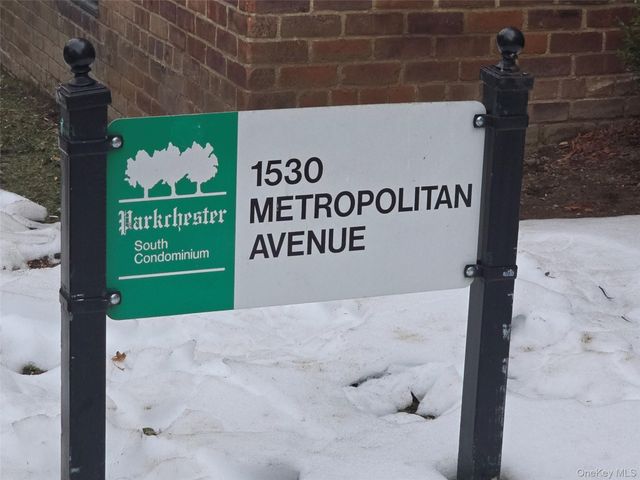 Parkchester
South
Condominium
1530
METROPOLITAN
AVENUE
OneKey MLS